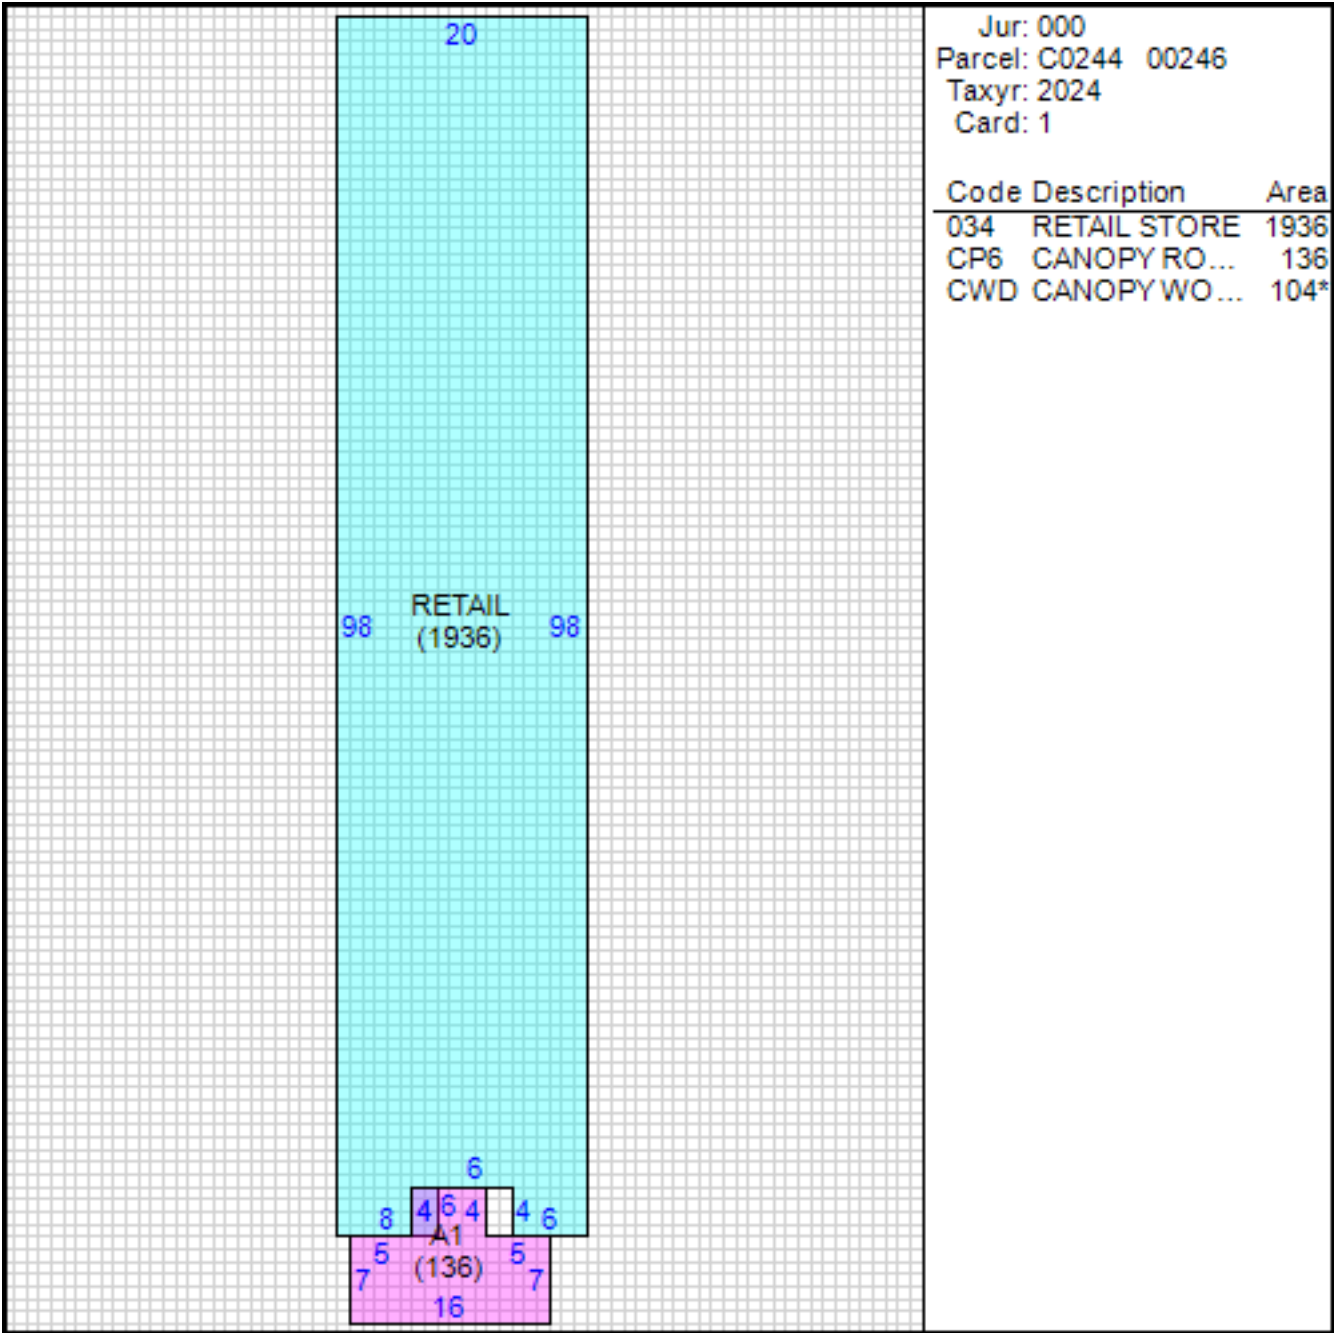 20
98
RETAIL
(1936)
98
6
8
4
6
4
4
6
A1
(136)
5
5
7
7
16
Jur: 000
Parcel: C0244 00246
Taxyr: 2024
Card: 1
Code Description Area
034 RETAIL STORE 1936
CP6 CANOPY RO... 136
CWD CANOPY WO... 104*